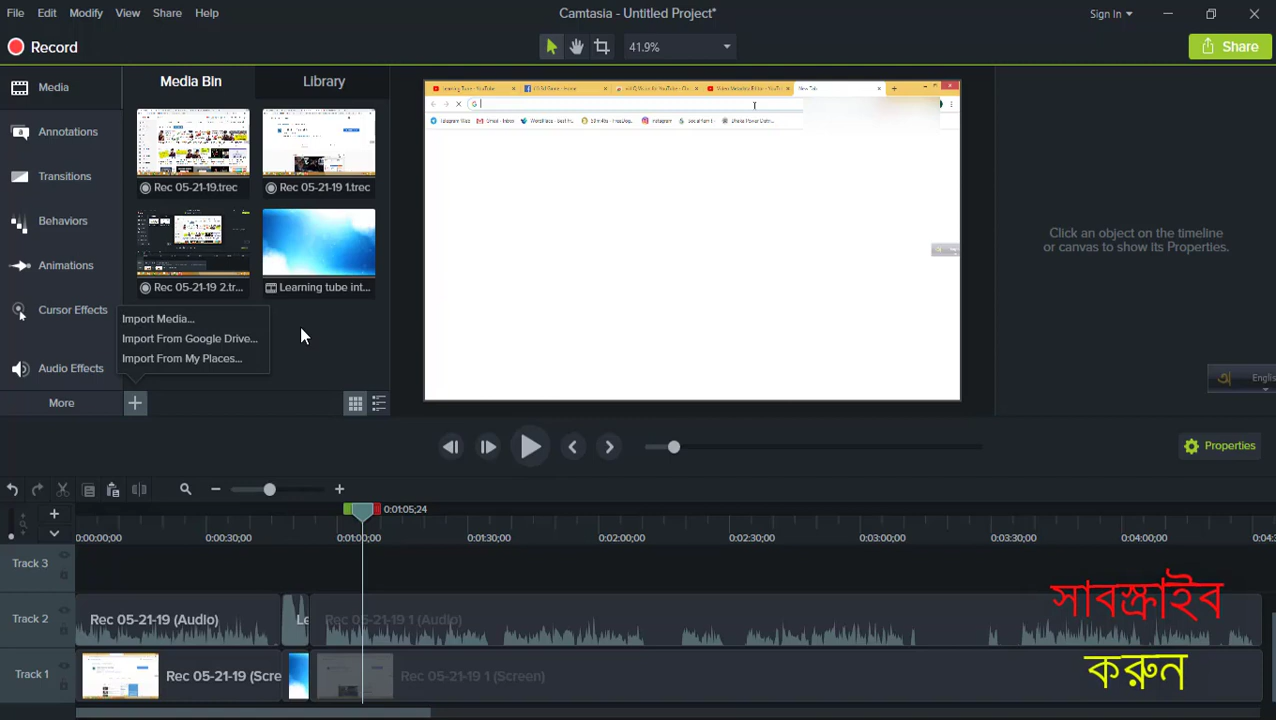 File Edit Modify View Share Help
Camtasia - Untitled Project*
Sign In
Record
41.9%
Share
Media
Annotations
Transitions
Behaviors
Animations
Cursor Effects
Audio Effects
More
Media Bin
Library
Rec 05-21-19.trec
Rec 05-21-19 1.trec
Rec 05-21-19 2.tr...
Learning tube int...
Import Media...
Import From Google Drive...
Import From My Places...
New Tab
Click an object on the timeline
or canvas to show its Properties.
এ Englis
Properties
0:01:05;24
0:00:00;00 0:00:30;00 0:01:00;00 0:01:30;00 0:02:00;00 0:02:30;00 0:03:00;00 0:03:30;00 0:04:00;00 0:04:
Track 3
Track 2
Rec 05-21-19 (Audio)
Le
Rec 05-21-19 1 (Audio)
Track 1
Rec 05-21-19 (Scre
Rec 05-21-19 1 (Screen)
সাবস্ক্রাইব
করুন